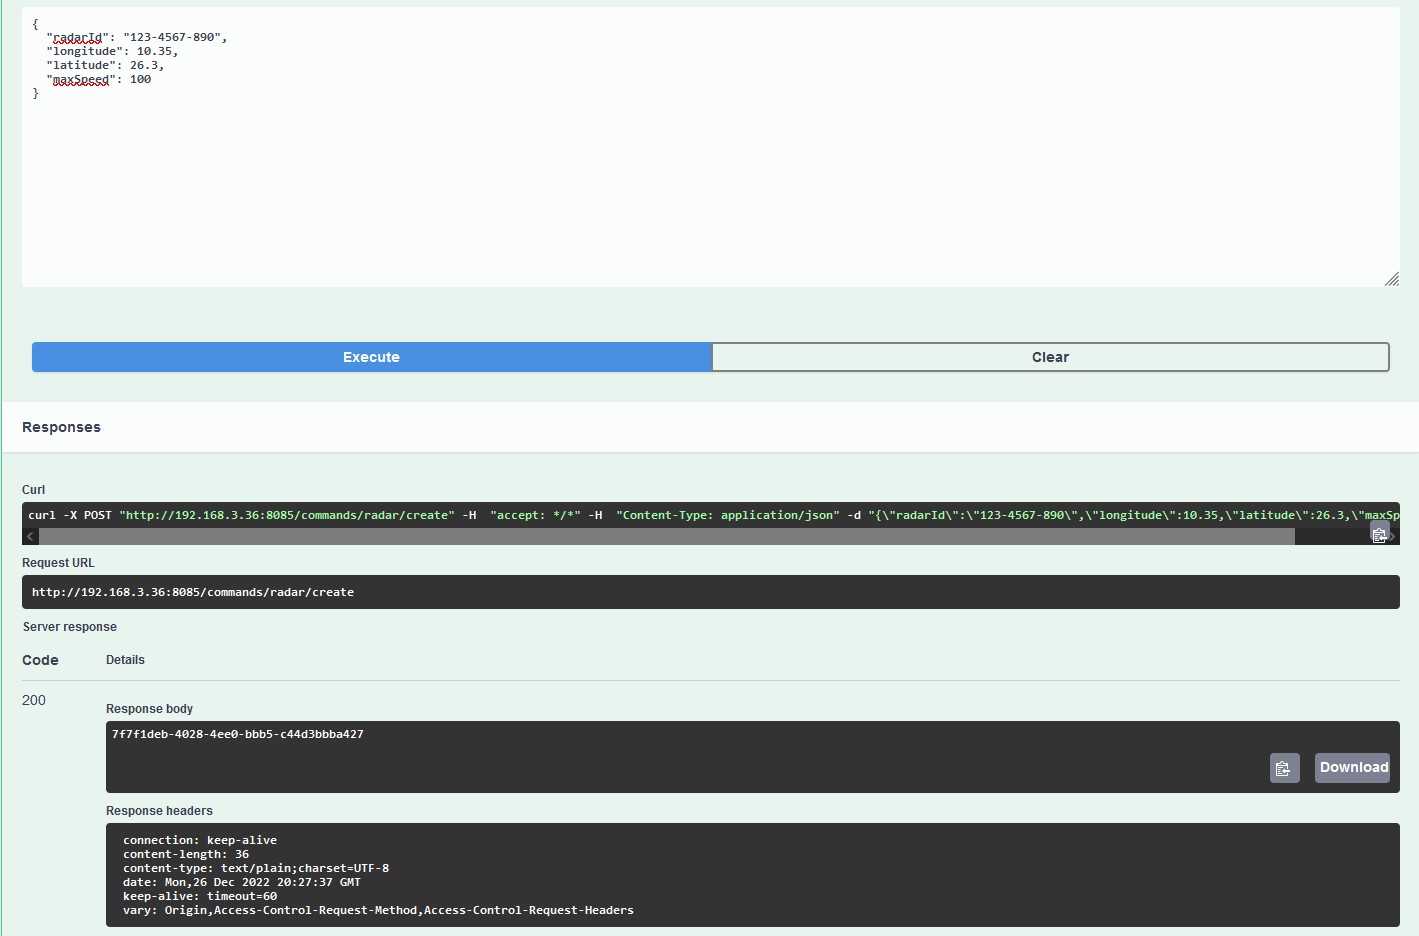 {
"radarId": "123-4567-890",
"longitude": 10.35,
"latitude": 26.3,
"maxSpeed": 100
}
Execute
Clear
Responses
Curl
curl -X POST "http://192.168.3.36:8085/commands/radar/create" -H  "accept: */*" -H  "Content-Type: application/json" -d "{\"radarId\":\"123-4567-890\",\"longitude\":10.35,\"latitude\":26.3,\"maxSp
Request URL
http://192.168.3.36:8085/commands/radar/create
Server response
Code
Details
200
Response body
7f7f1deb-4028-4ee0-bbb5-c44d3bbba427
Download
Response headers
connection: keep-alive
content-length: 36
content-type: text/plain;charset=UTF-8
date: Mon,26 Dec 2022 20:27:37 GMT
keep-alive: timeout=60
vary: Origin,Access-Control-Request-Method,Access-Control-Request-Headers